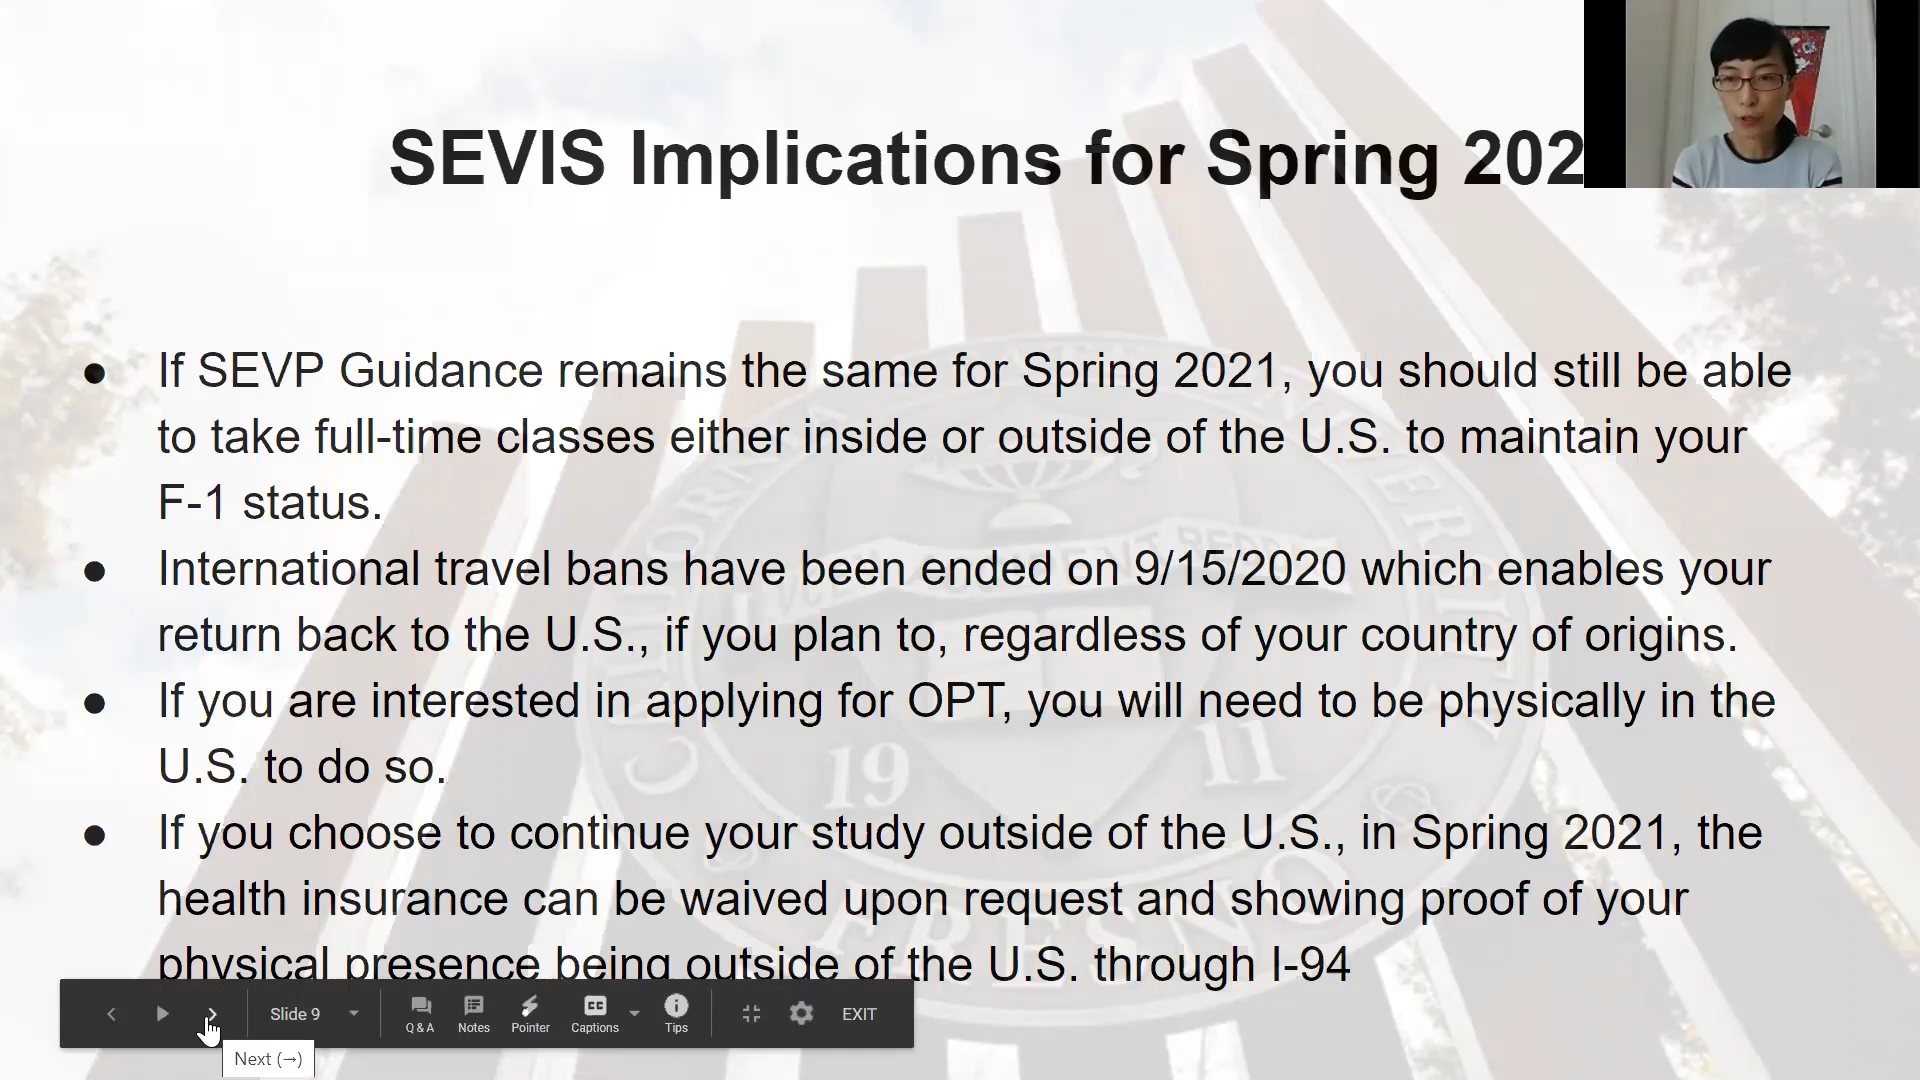 SEVIS Implications for Spring 202
● If SEVP Guidance remains the same for Spring 2021, you should still be able
to take full-time classes either inside or outside of the U.S. to maintain your
F-1 status.
● International travel bans have been ended on 9/15/2020 which enables your
return back to the U.S., if you plan to, regardless of your country of origins.
● If you are interested in applying for OPT, you will need to be physically in the
U.S. to do so.
● If you choose to continue your study outside of the U.S., in Spring 2021, the
health insurance can be waived upon request and showing proof of your
physical presence being outside of the U.S. through I-94
19 11
FRESNO
Slide 9
Q & A
Notes
Pointer
CC
Captions
Tips
EXIT
Next (→)